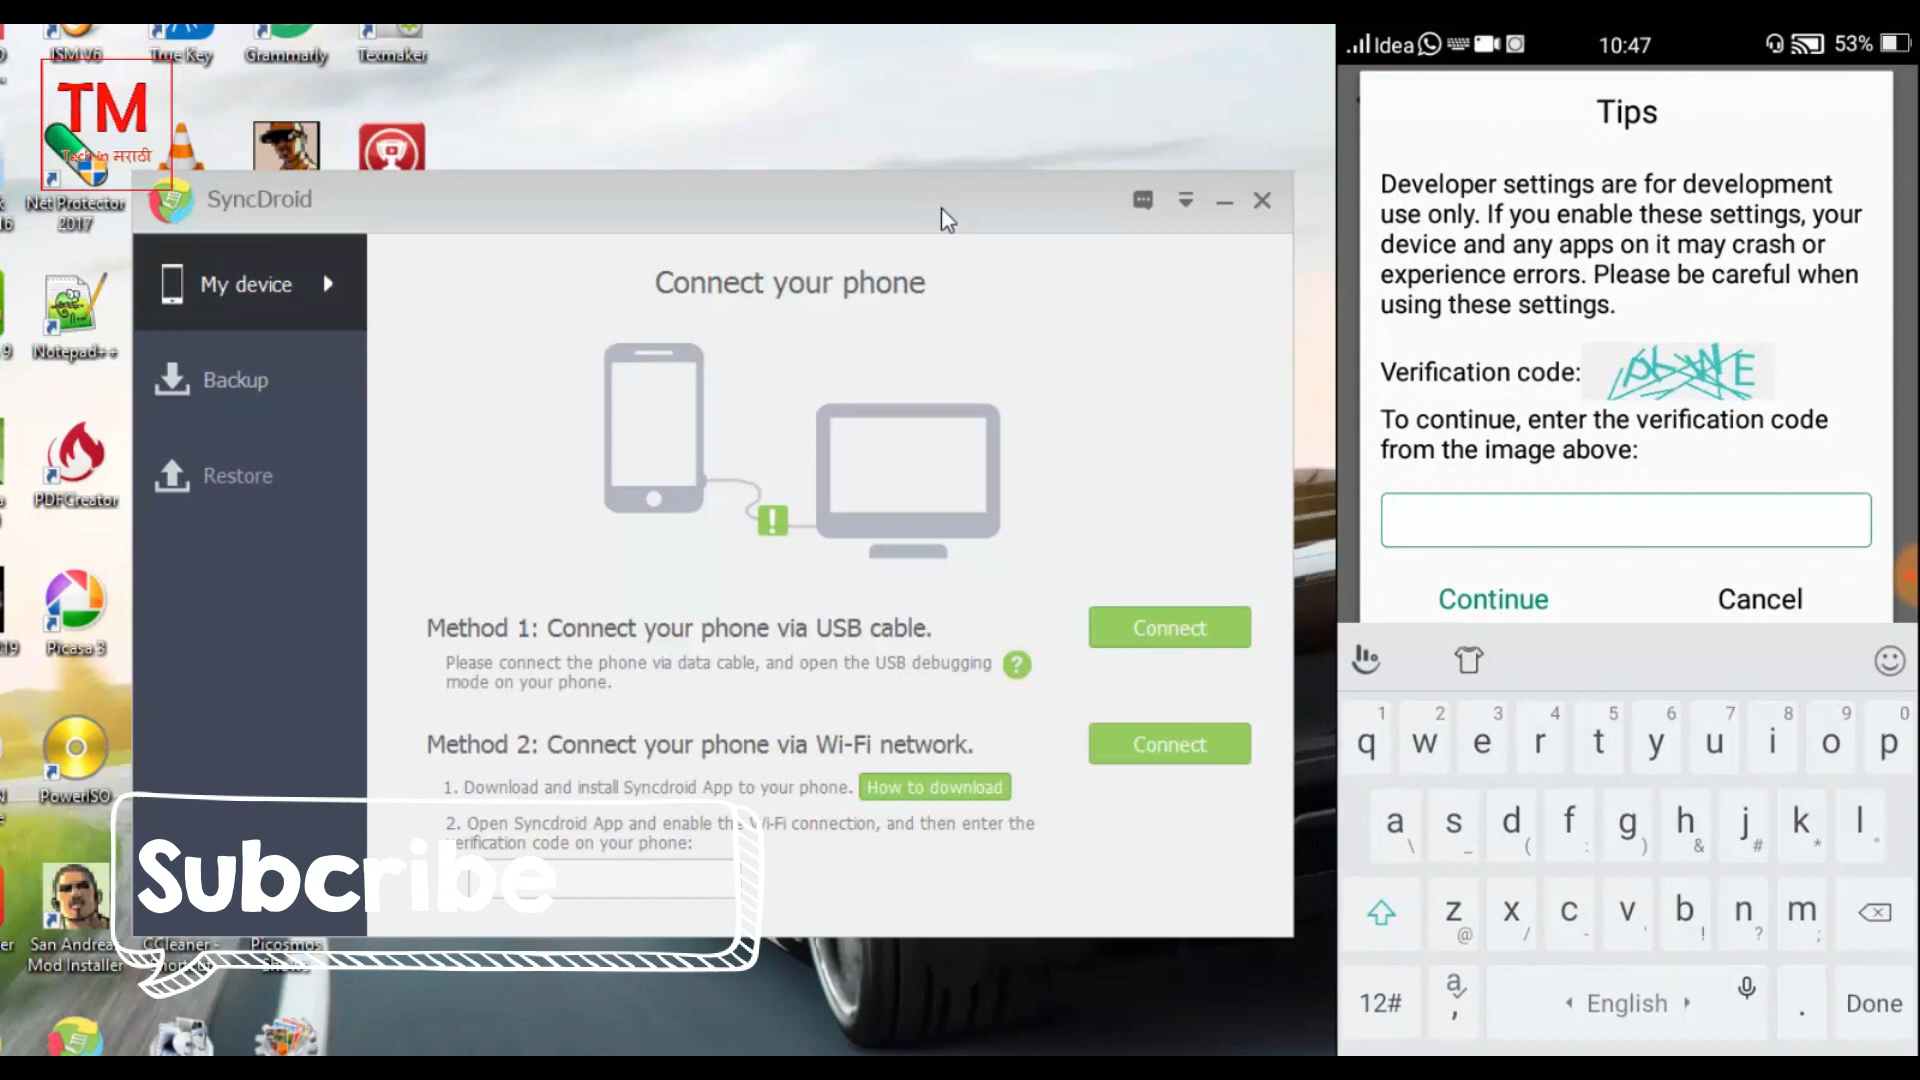 ISM V6
True Key
Grammarly
Texmaker
TM
Tech in मराठी
Net Protector
2017
Notepad++
PDFCreator
Picasa 3
PowerISO
San Andreas
Mod Installer
CCleaner -
Picosmos
Shows
SyncDroid
My device
Backup
Restore
Connect your phone
Method 1: Connect your phone via USB cable.
Connect
Please connect the phone via data cable, and open the USB debugging
mode on your phone.
?
Method 2: Connect your phone via Wi-Fi network.
Connect
1. Download and install Syncdroid App to your phone.
How to download
2. Open Syncdroid App and enable the Wi-Fi connection, and then enter the
verification code on your phone:
Subcribe
Idea
10:47
53%
Tips
Developer settings are for development
use only. If you enable these settings, your
device and any apps on it may crash or
experience errors. Please be careful when
using these settings.
Verification code:
To continue, enter the verification code
from the image above:
Continue
Cancel
1 2 3 4 5 6 7 8 9 0
q w e r t y u i o p
a s d f g h j k l
\ _ ( : ) & # * "
z x c v b n m
@ / - ' ! ? ;
12# a , English . Done